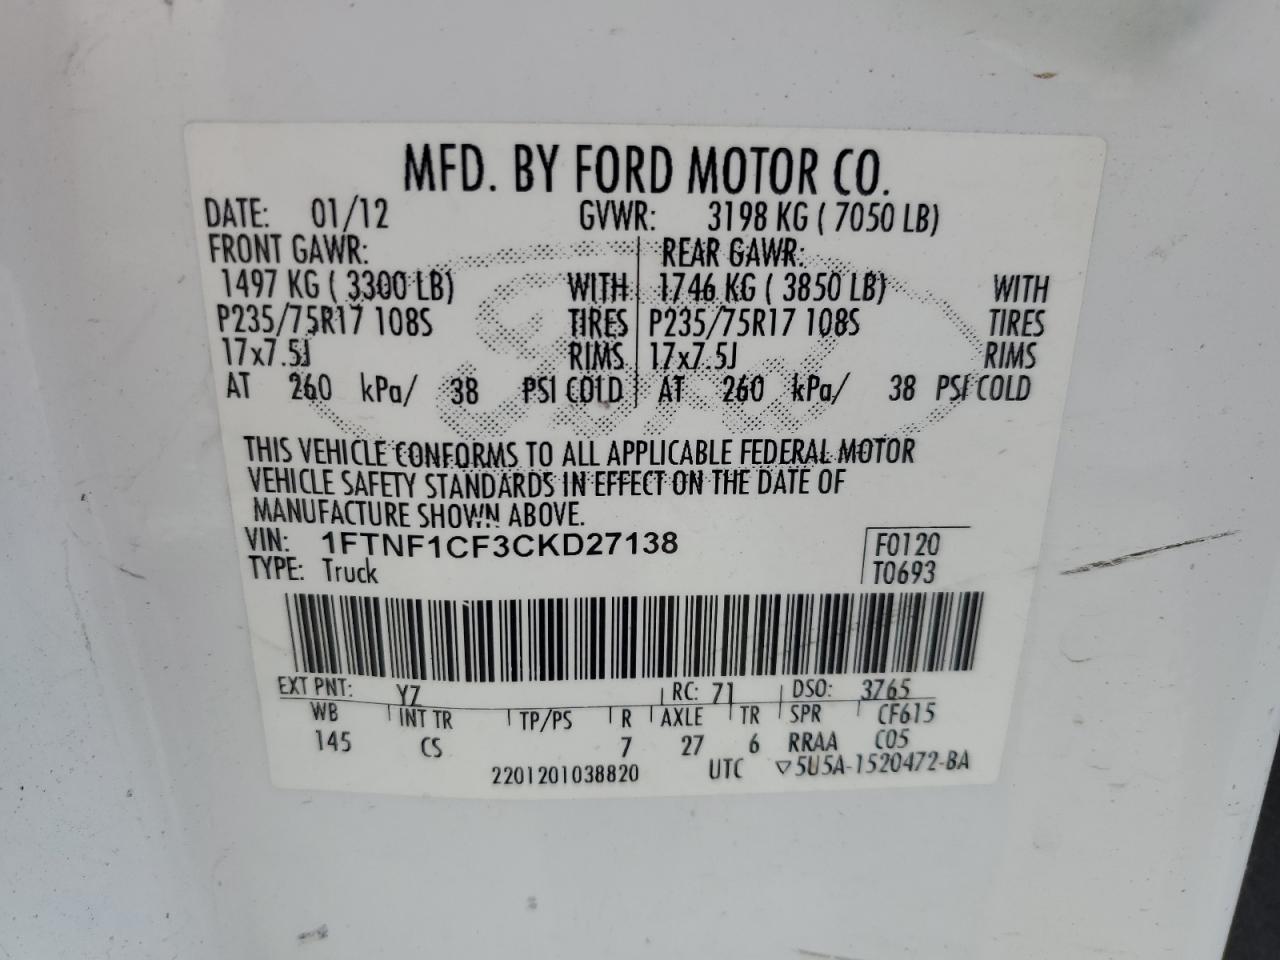 MFD. BY FORD MOTOR CO.
DATE: 01/12 GVWR: 3198 KG ( 7050 LB)
FRONT GAWR: REAR GAWR:
1497 KG ( 3300 LB) WITH 1746 KG ( 3850 LB) WITH
P235/75R17 108S TIRES P235/75R17 108S TIRES
17x7.5J RIMS 17x7.5J RIMS
AT 260 kPa/ 38 PSI COLD AT 260 kPa/ 38 PSI COLD
THIS VEHICLE CONFORMS TO ALL APPLICABLE FEDERAL MOTOR
VEHICLE SAFETY STANDARDS IN EFFECT ON THE DATE OF
MANUFACTURE SHOWN ABOVE.
VIN: 1FTNF1CF3CKD27138 F0120
TYPE: Truck T0693
EXT PNT: YZ RC: 71 DSO: 3765
WB INT TR TP/PS R AXLE TR SPR CF615
145 CS 7 27 6 RRAA C05
2201201038820 UTC ▽5U5A-1520472-BA